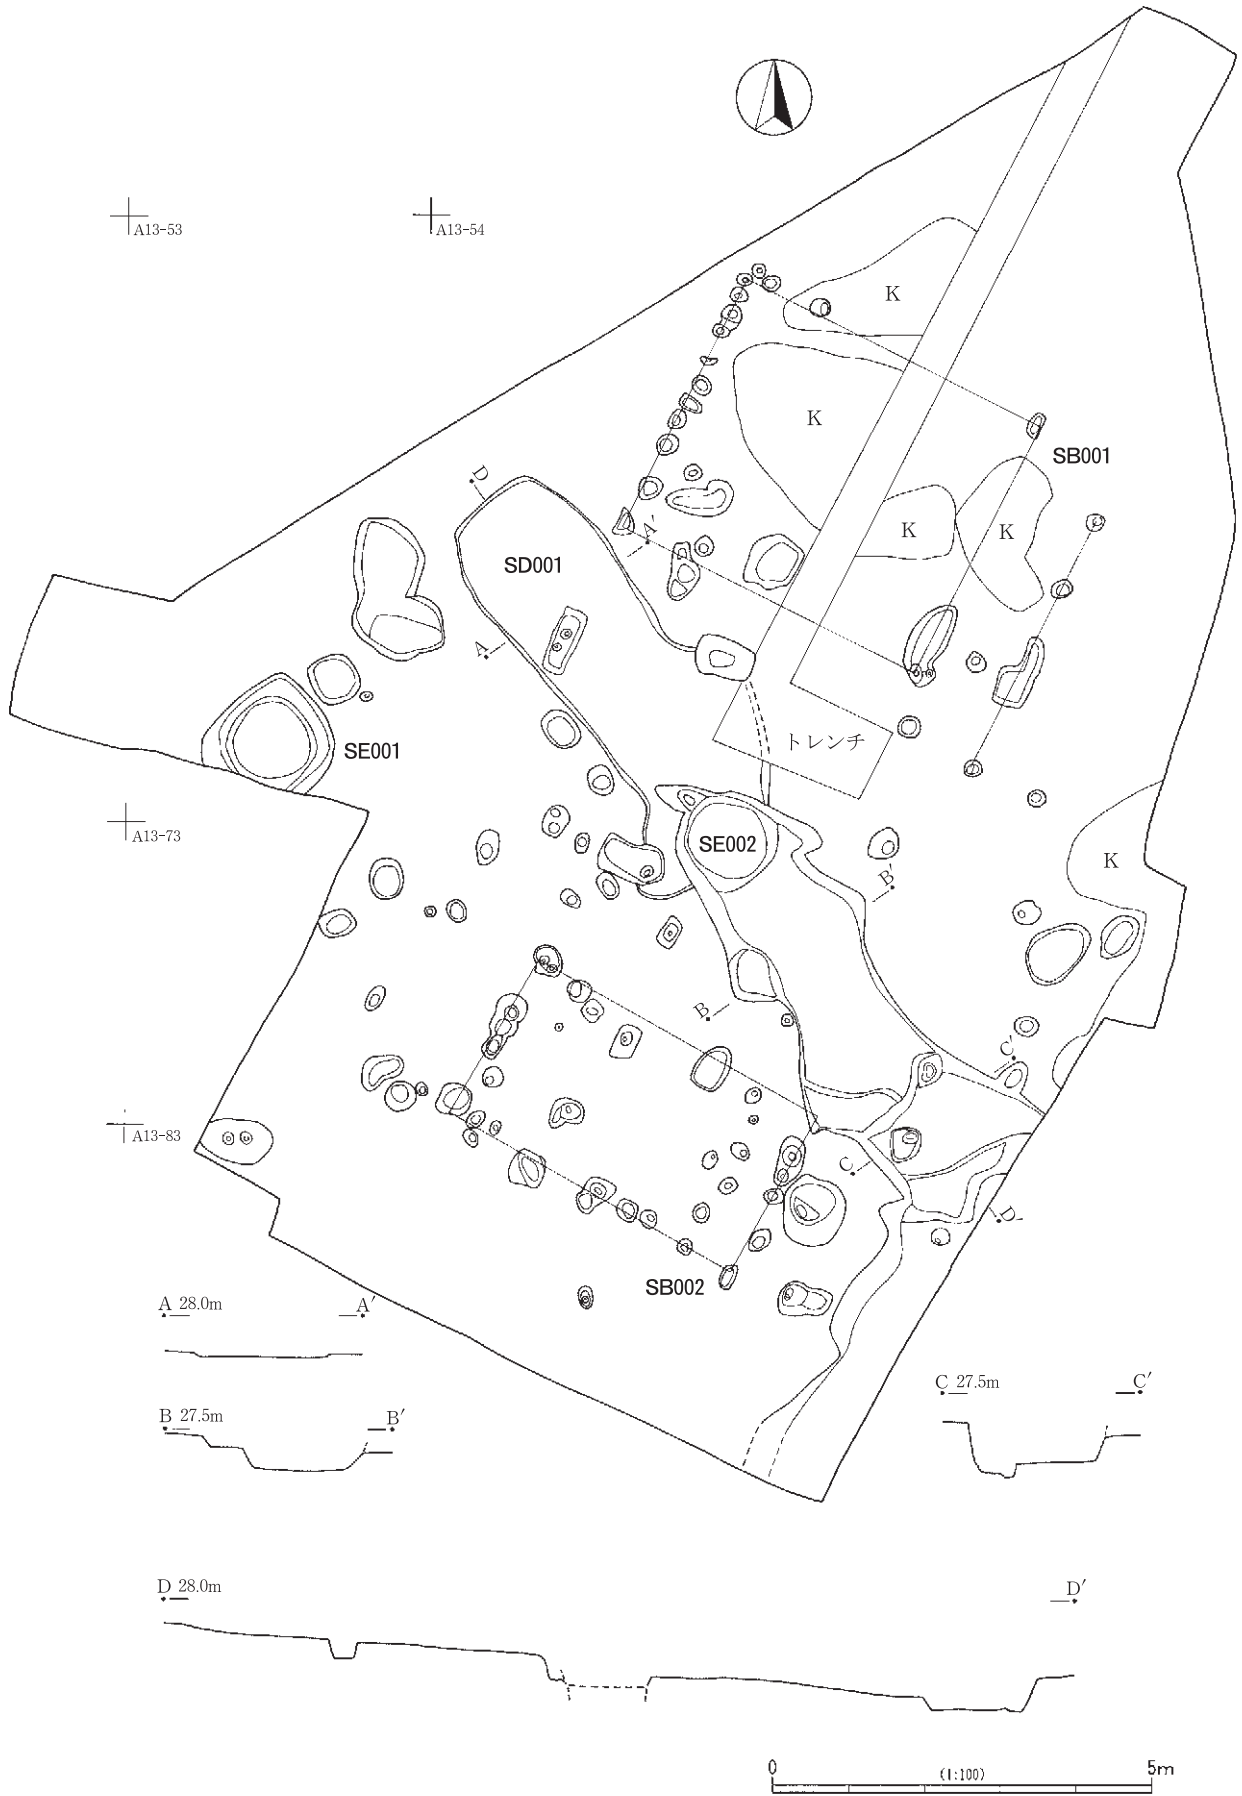 A13-53
A13-54
K
K
SB001
D
A′
K
K
SD001
A
SE001
トレンチ
A13-73
SE002
K
B′
B
C′
A13-83
C
D′
SB002
A 28.0m A′
B 27.5m B′
C 27.5m C′
D 28.0m D′
0 (1:100) 5m